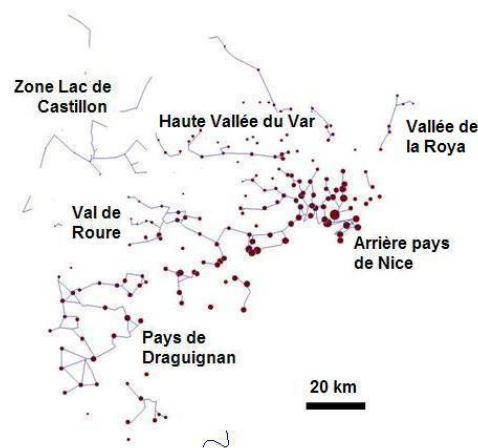 Zone Lac de
Castillon
Haute Vallée du Var
Vallée de
la Roya
Val de
Roure
Arrière pays
de Nice
Pays de
Draguignan
20 km